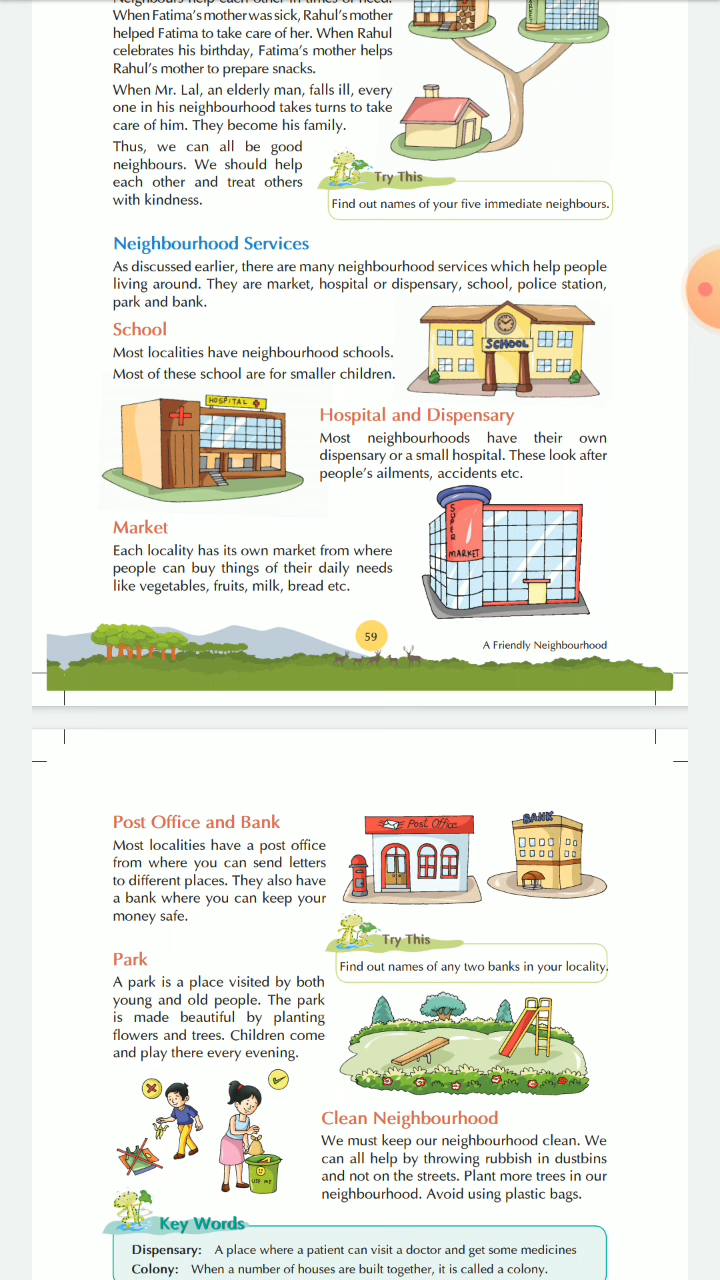 Neighbours help each other in times of need.
When Fatima's mother was sick, Rahul's mother
helped Fatima to take care of her. When Rahul
celebrates his birthday, Fatima's mother helps
Rahul's mother to prepare snacks.
When Mr. Lal, an elderly man, falls ill, every
one in his neighbourhood takes turns to take
care of him. They become his family.
Thus, we can all be good
neighbours. We should help
each other and treat others
with kindness.
Try This
Find out names of your five immediate neighbours.
Neighbourhood Services
As discussed earlier, there are many neighbourhood services which help people
living around. They are market, hospital or dispensary, school, police station,
park and bank.
School
Most localities have neighbourhood schools.
Most of these school are for smaller children.
SCHOOL
HOSPITAL
Hospital and Dispensary
Most neighbourhoods have their own
dispensary or a small hospital. These look after
people's ailments, accidents etc.
Market
Each locality has its own market from where
people can buy things of their daily needs
like vegetables, fruits, milk, bread etc.
SUPER
MARKET
59
A Friendly Neighbourhood
Post Office and Bank
Most localities have a post office
from where you can send letters
to different places. They also have
a bank where you can keep your
money safe.
Post Office
BANK
Try This
Find out names of any two banks in your locality.
Park
A park is a place visited by both
young and old people. The park
is made beautiful by planting
flowers and trees. Children come
and play there every evening.
USE ME
Clean Neighbourhood
We must keep our neighbourhood clean. We
can all help by throwing rubbish in dustbins
and not on the streets. Plant more trees in our
neighbourhood. Avoid using plastic bags.
Key Words
Dispensary: A place where a patient can visit a doctor and get some medicines
Colony: When a number of houses are built together, it is called a colony.